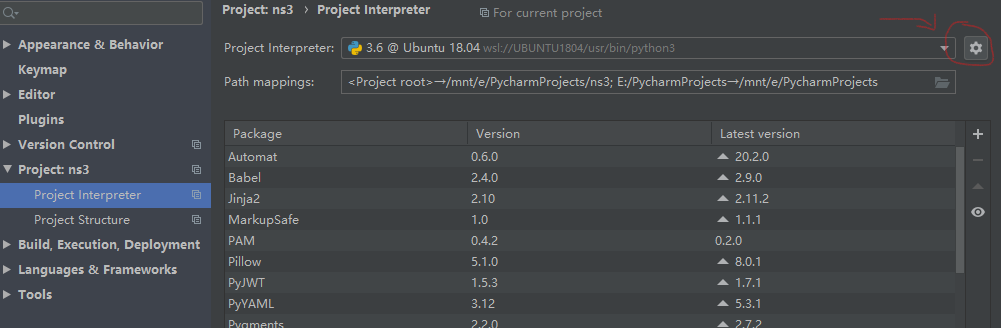 Project: ns3 › Project Interpreter
For current project
Appearance & Behavior
Keymap
Editor
Plugins
Version Control
Project: ns3
Project Interpreter
Project Structure
Build, Execution, Deployment
Languages & Frameworks
Tools
Project Interpreter: 3.6 @ Ubuntu 18.04 wsl://UBUNTU1804/usr/bin/python3
Path mappings: <Project root>→/mnt/e/PycharmProjects/ns3; E:/PycharmProjects→/mnt/e/PycharmProjects
Package Version Latest version
Automat 0.6.0 20.2.0
Babel 2.4.0 2.9.0
Jinja2 2.10 2.11.2
MarkupSafe 1.0 1.1.1
PAM 0.4.2 0.2.0
Pillow 5.1.0 8.0.1
PyJWT 1.5.3 1.7.1
PyYAML 3.12 5.3.1
Pygments 2.2.0 2.7.2